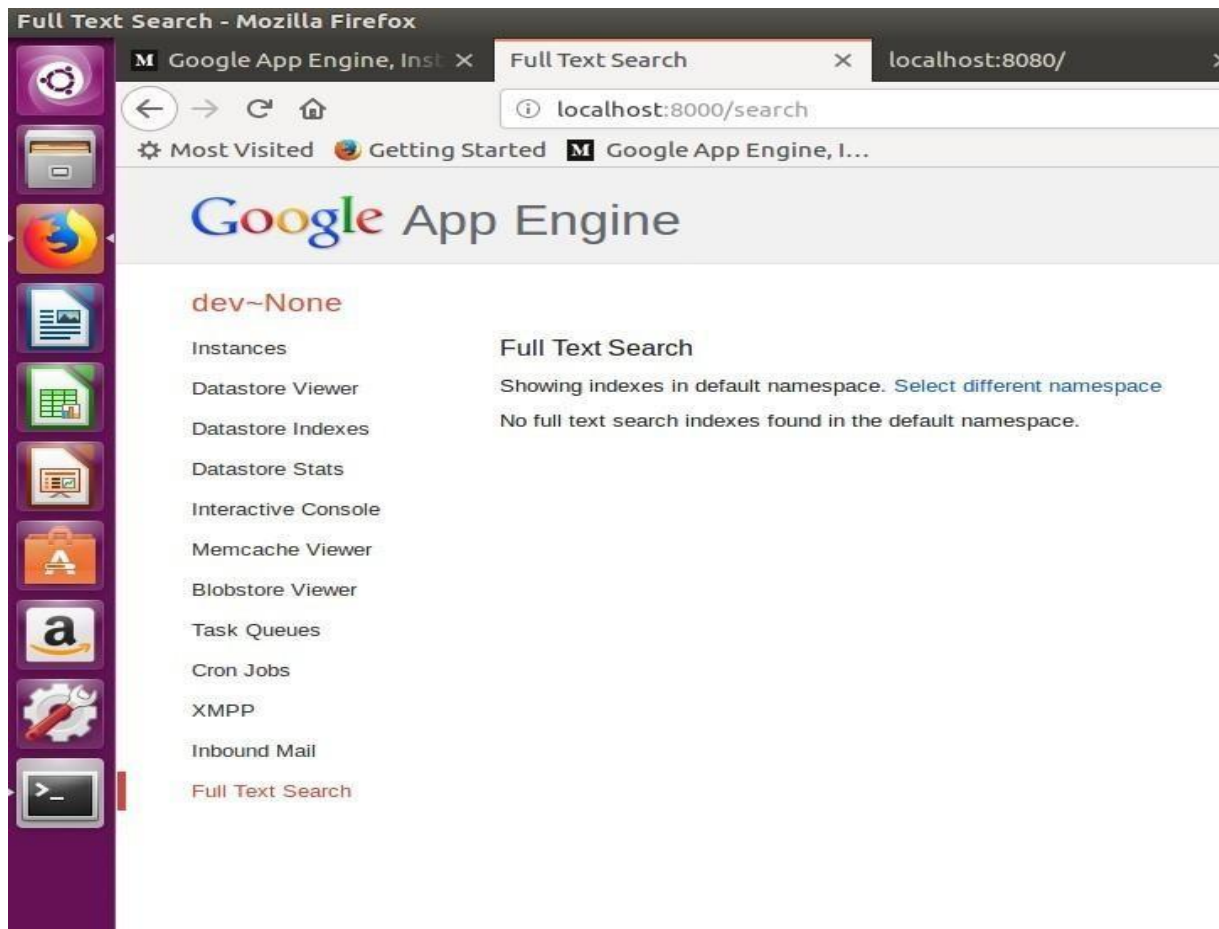 Full Text Search - Mozilla Firefox
M Google App Engine, Inst
Full Text Search
localhost:8080/
localhost:8000/search
Most Visited
Getting Started
M Google App Engine, I...
Google App Engine
dev~None
Instances
Datastore Viewer
Datastore Indexes
Datastore Stats
Interactive Console
Memcache Viewer
Blobstore Viewer
Task Queues
Cron Jobs
XMPP
Inbound Mail
Full Text Search
Full Text Search
Showing indexes in default namespace. Select different namespace
No full text search indexes found in the default namespace.